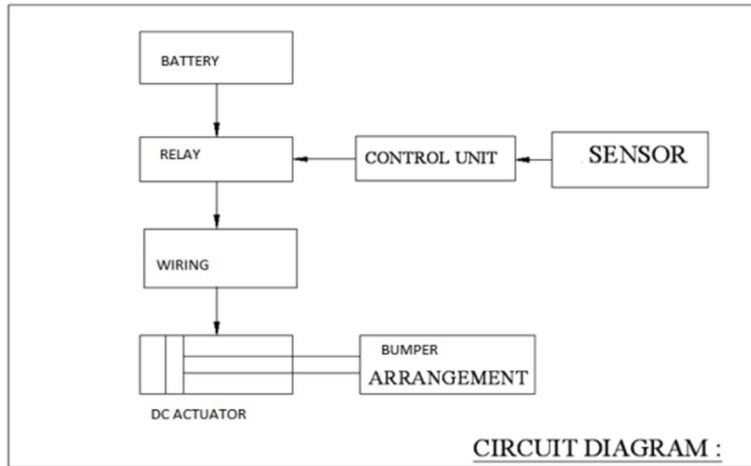 BATTERY
RELAY
CONTROL UNIT
SENSOR
WIRING
BUMPER
ARRANGEMENT
DC ACTUATOR
CIRCUIT DIAGRAM :